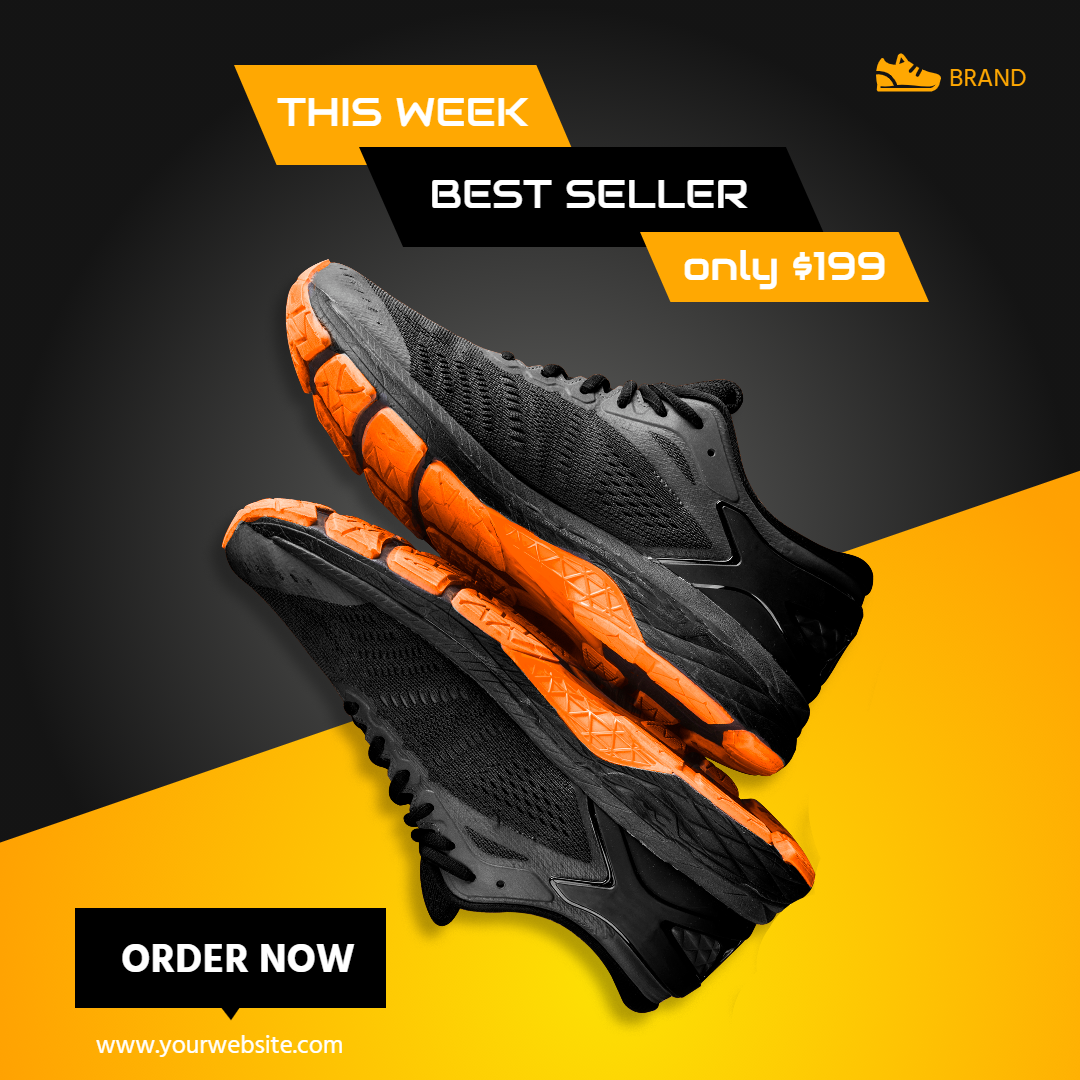 BRAND
THIS WEEK
BEST SELLER
only $199
ORDER NOW
www.yourwebsite.com